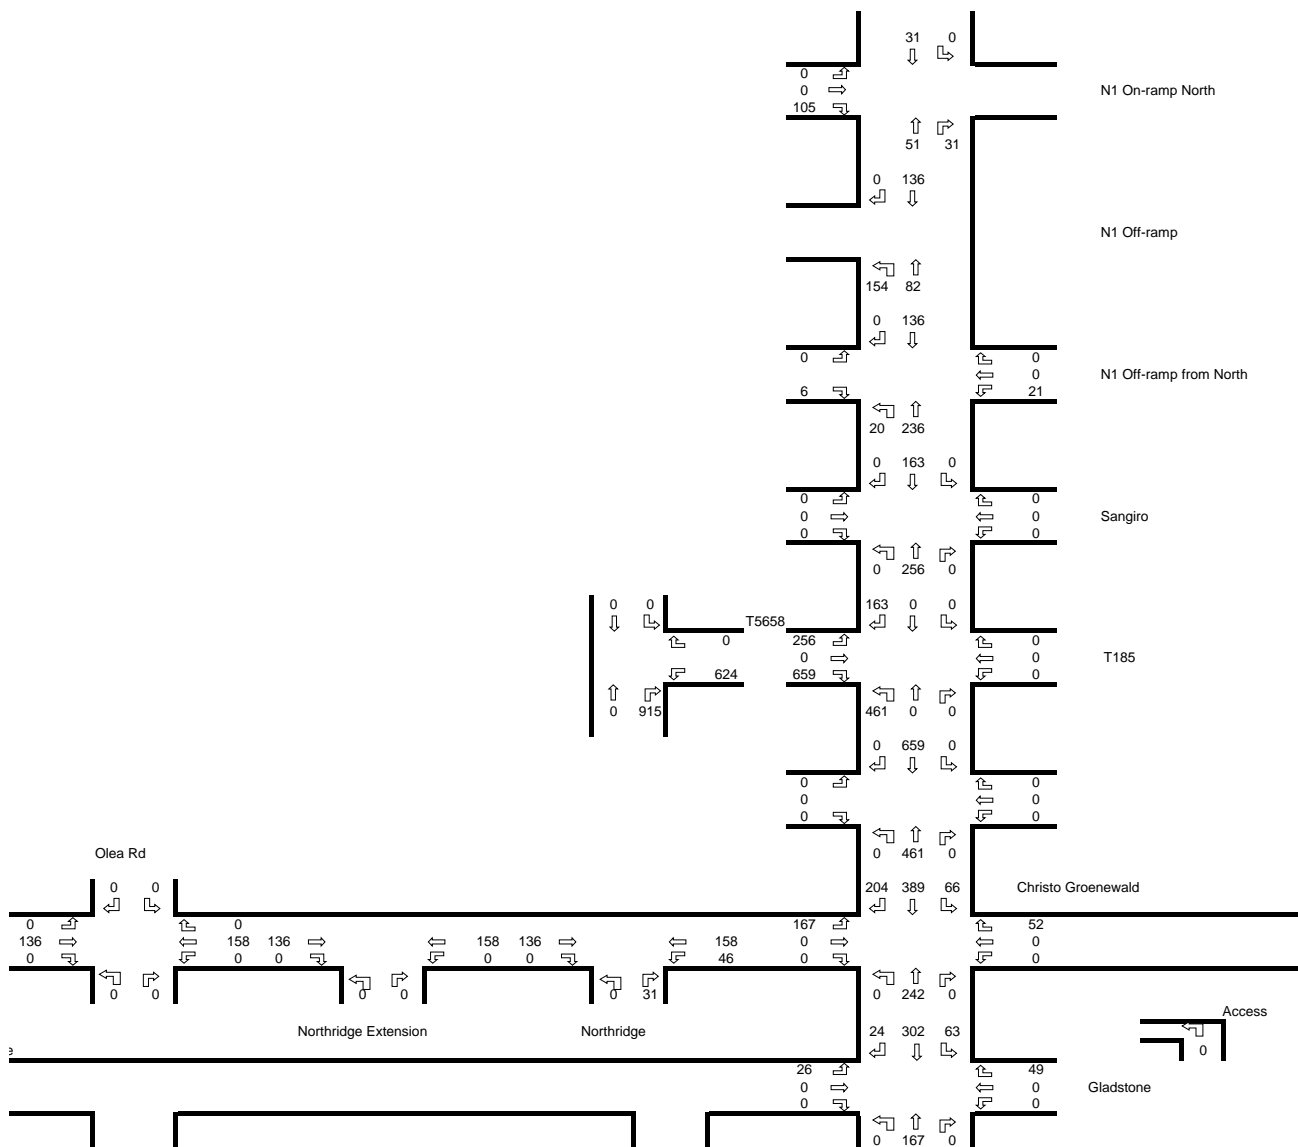 31 0
0
0 N1 On-ramp North
105
51 31
0 136
N1 Off-ramp
154 82
0 136
0 0
0 N1 Off-ramp from North
6 21
20 236
0 163 0
0 0
0 0 Sangiro
0 0
0 256 0
0 0 163 0 0
T5658
0 256 0
0 0 T185
624 659 0
0 915 461 0 0
0 659 0
0 0
0 0
0 0
0 461 0
Olea Rd
0 0 204 389 66 Christo Groenewald
0 0 167 52
136 158 136 158 136 158 0 0
0 0 0 0 0 46 0 0
0 0 0 0 0 31 0 242 0
Access
Northridge Extension Northridge 24 302 63
e 0
26 49
0 0 Gladstone
0 0
0 167 0